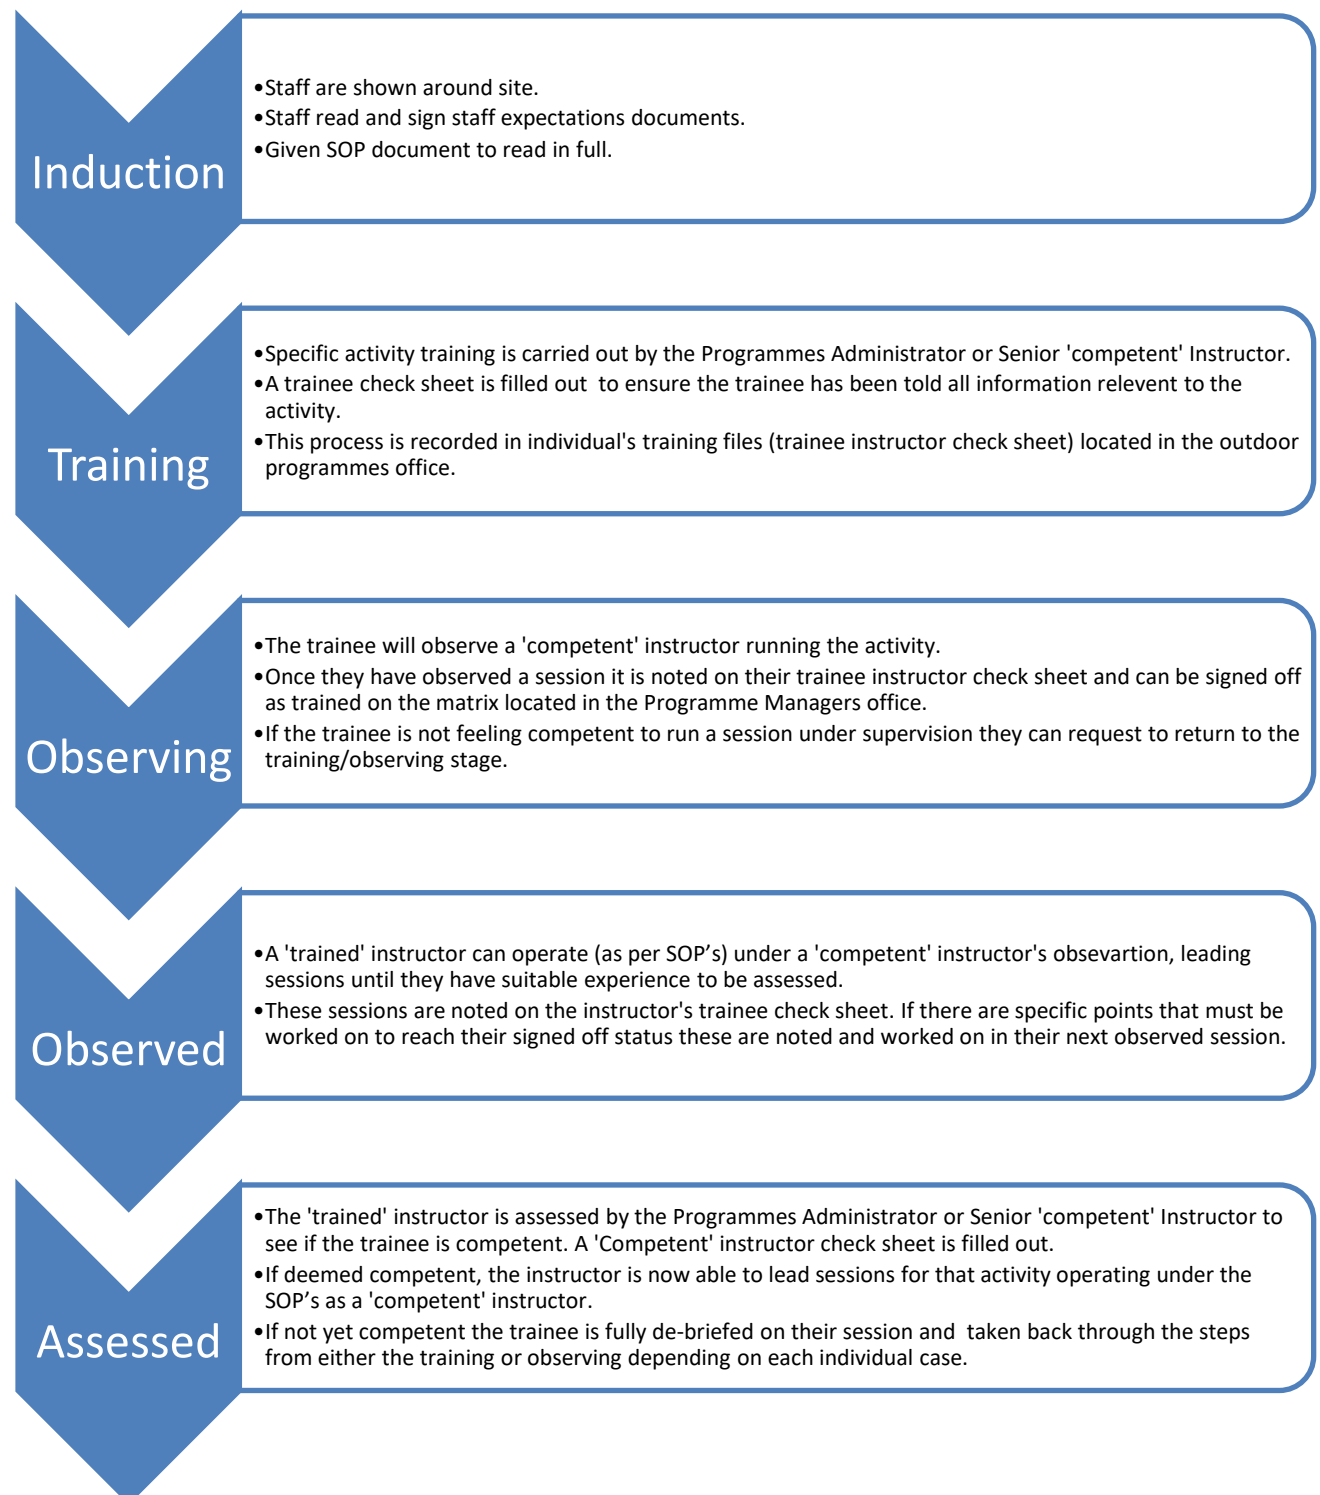 Induction
•Staff are shown around site.
•Staff read and sign staff expectations documents.
•Given SOP document to read in full.
Training
•Specific activity training is carried out by the Programmes Administrator or Senior 'competent' Instructor.
•A trainee check sheet is filled out  to ensure the trainee has been told all information relevent to the
activity.
•This process is recorded in individual's training files (trainee instructor check sheet) located in the outdoor
programmes office.
Observing
•The trainee will observe a 'competent' instructor running the activity.
•Once they have observed a session it is noted on their trainee instructor check sheet and can be signed off
as trained on the matrix located in the Programme Managers office.
•If the trainee is not feeling competent to run a session under supervision they can request to return to the
training/observing stage.
Observed
•A 'trained' instructor can operate (as per SOP’s) under a 'competent' instructor's obsevartion, leading
sessions until they have suitable experience to be assessed.
•These sessions are noted on the instructor's trainee check sheet. If there are specific points that must be
worked on to reach their signed off status these are noted and worked on in their next observed session.
Assessed
•The 'trained' instructor is assessed by the Programmes Administrator or Senior 'competent' Instructor to
see if the trainee is competent. A 'Competent' instructor check sheet is filled out.
•If deemed competent, the instructor is now able to lead sessions for that activity operating under the
SOP’s as a 'competent' instructor.
•If not yet competent the trainee is fully de-briefed on their session and  taken back through the steps
from either the training or observing depending on each individual case.